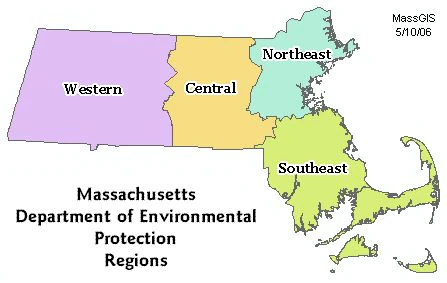 MassGIS
5/10/06
Northeast
Western
Central
Southeast
Massachusetts
Department of Environmental
Protection
Regions